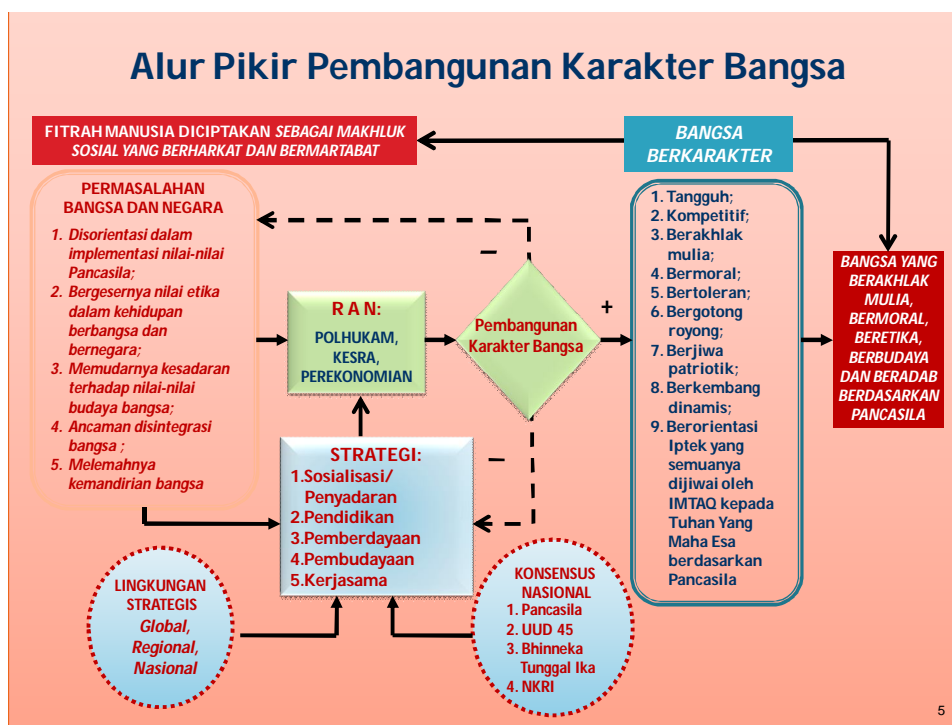 Alur Pikir Pembangunan Karakter Bangsa
FITRAH MANUSIA DICIPTAKAN SEBAGAI MAKHLUK
SOSIAL YANG BERHARKAT DAN BERMARTABAT
BANGSA
BERKARAKTER
PERMASALAHAN
BANGSA DAN NEGARA
1. Disorientasi dalam
implementasi nilai-nilai
Pancasila;
2. Bergesernya nilai etika
dalam kehidupan
berbangsa dan
bernegara;
3. Memudarnya kesadaran
terhadap nilai-nilai
budaya bangsa;
4. Ancaman disintegrasi
bangsa ;
5. Melemahnya
kemandirian bangsa
R A N:
POLHUKAM,
KESRA,
PEREKONOMIAN
–
Pembangunan
Karakter Bangsa
+
–
STRATEGI:
1.Sosialisasi/
Penyadaran
2.Pendidikan
3.Pemberdayaan
4.Pembudayaan
5.Kerjasama
1. Tangguh;
2. Kompetitif;
3. Berakhlak
mulia;
4. Bermoral;
5. Bertoleran;
6. Bergotong
royong;
7. Berjiwa
patriotik;
8. Berkembang
dinamis;
9. Berorientasi
Iptek yang
semuanya
dijiwai oleh
IMTAQ kepada
Tuhan Yang
Maha Esa
berdasarkan
Pancasila
BANGSA YANG
BERAKHLAK
MULIA,
BERMORAL,
BERETIKA,
BERBUDAYA
DAN BERADAB
BERDASARKAN
PANCASILA
LINGKUNGAN
STRATEGIS
Global,
Regional,
Nasional
KONSENSUS
NASIONAL
1. Pancasila
2. UUD 45
3. Bhinneka
Tunggal Ika
4. NKRI
5